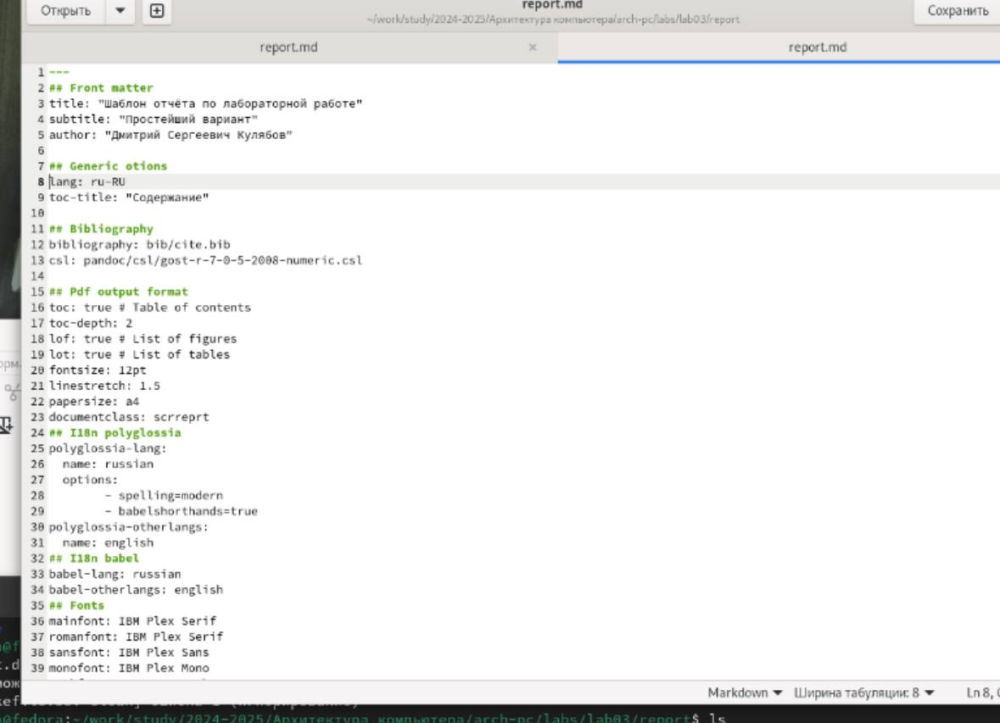 Открыть
report.md
~/work/study/2024-2025/Архитектура компьютера/arch-pc/labs/lab03/report
Сохранить
report.md × report.md
1 ---
2 ## Front matter
3 title: "Шаблон отчёта по лабораторной работе"
4 subtitle: "Простейший вариант"
5 author: "Дмитрий Сергеевич Кулябов"
6
7 ## Generic otions
8 lang: ru-RU
9 toc-title: "Содержание"
10
11 ## Bibliography
12 bibliography: bib/cite.bib
13 csl: pandoc/csl/gost-r-7-0-5-2008-numeric.csl
14
15 ## Pdf output format
16 toc: true # Table of contents
17 toc-depth: 2
18 lof: true # List of figures
19 lot: true # List of tables
20 fontsize: 12pt
21 linestretch: 1.5
22 papersize: a4
23 documentclass: scrreprt
24 ## I18n polyglossia
25 polyglossia-lang:
26   name: russian
27   options:
28         - spelling=modern
29         - babelshorthands=true
30 polyglossia-otherlangs:
31   name: english
32 ## I18n babel
33 babel-lang: russian
34 babel-otherlangs: english
35 ## Fonts
36 mainfont: IBM Plex Serif
37 romanfont: IBM Plex Serif
38 sansfont: IBM Plex Sans
39 monofont: IBM Plex Mono
Markdown Ширина табуляции: 8 Ln 8,
@fedora:~/work/study/2024-2025/Архитектура компьютера/arch-pc/labs/lab03/report$ ls